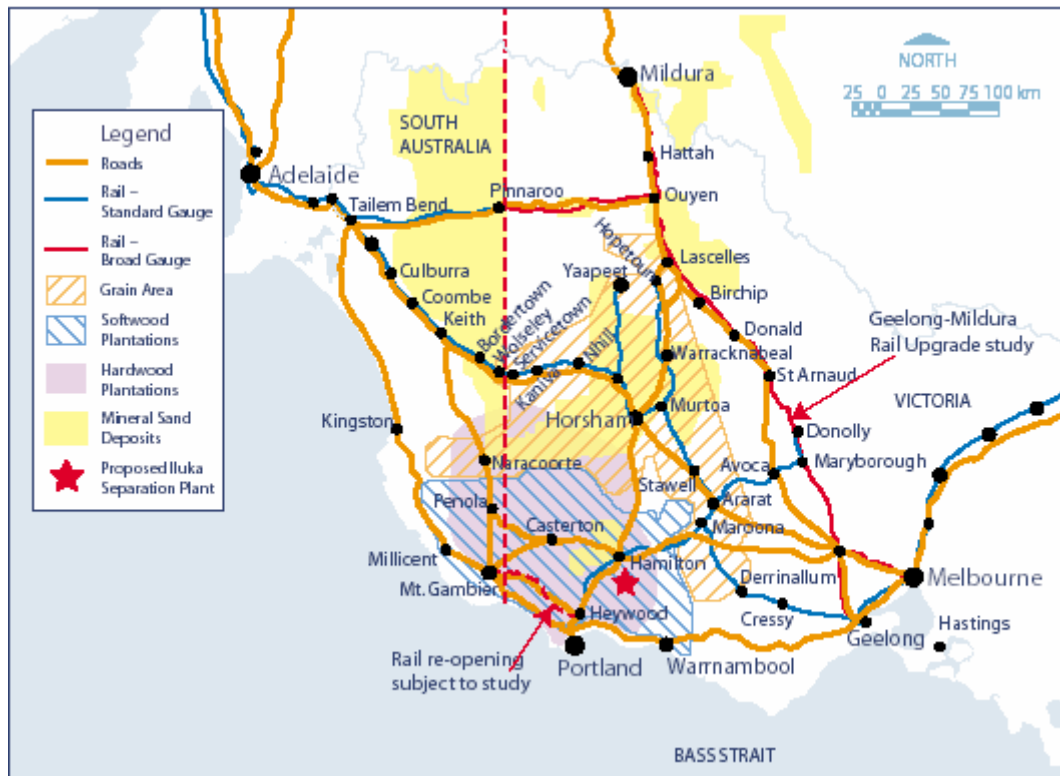 NORTH
25 0 25 50 75 100 km
Legend
Roads
Rail –
Standard Gauge
Rail –
Broad Gauge
Grain Area
Softwood
Plantations
Hardwood
Plantations
Mineral Sand
Deposits
Proposed Iluka
Separation Plant
SOUTH
AUSTRALIA
Mildura
Hattah
Adelaide
Pinnaroo
Ouyen
Tailem Bend
Hopetoun
Lascelles
Yaapeet
Culburra
Birchip
Coombe
Keith
Bordertown
Wolseley
Servicetown
Kaniva
Nhill
Donald
Geelong-Mildura
Rail Upgrade study
Warracknabeal
St Arnaud
VICTORIA
Kingston
Horsham
Murtoa
Donolly
Naracoorte
Avoca
Maryborough
Stawell
Penola
Ararat
Casterton
Maroona
Millicent
Hamilton
Mt. Gambier
Derrinallum
Melbourne
Heywood
Cressy
Hastings
Geelong
Rail re-opening
subject to study
Portland
Warrnambool
BASS STRAIT